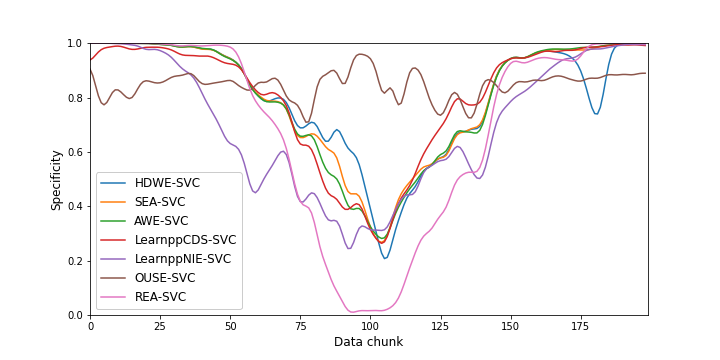 1.0
0.8
0.6
0.4
0.2
0.0
Specificity
HDWE-SVC
SEA-SVC
AWE-SVC
LearnppCDS-SVC
LearnppNIE-SVC
OUSE-SVC
REA-SVC
0 25 50 75 100 125 150 175
Data chunk